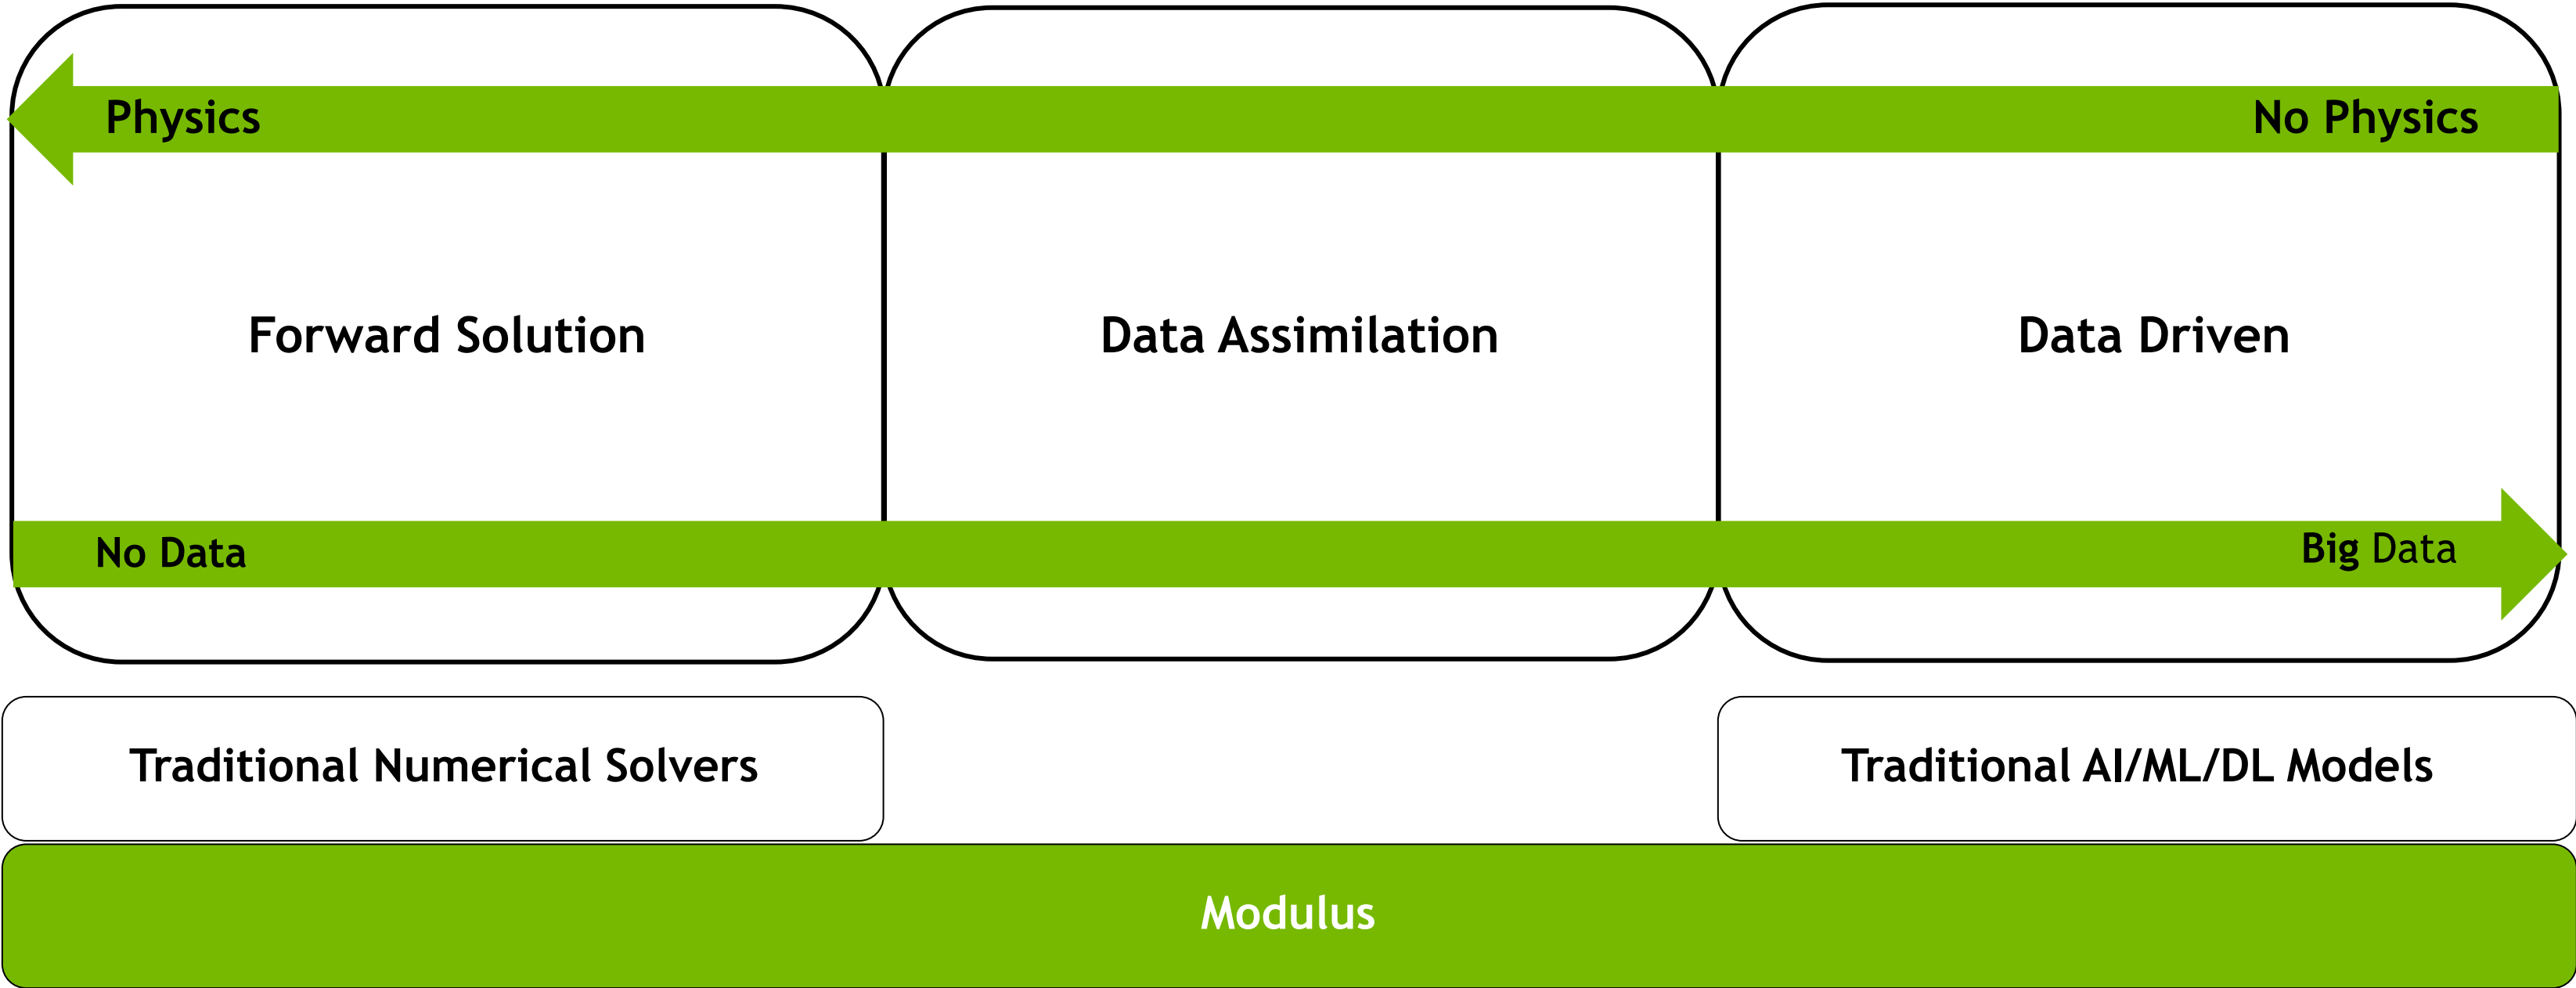 Physics
No Physics
Forward Solution
Data Assimilation
Data Driven
No Data
Big Data
Traditional Numerical Solvers
Traditional AI/ML/DL Models
Modulus